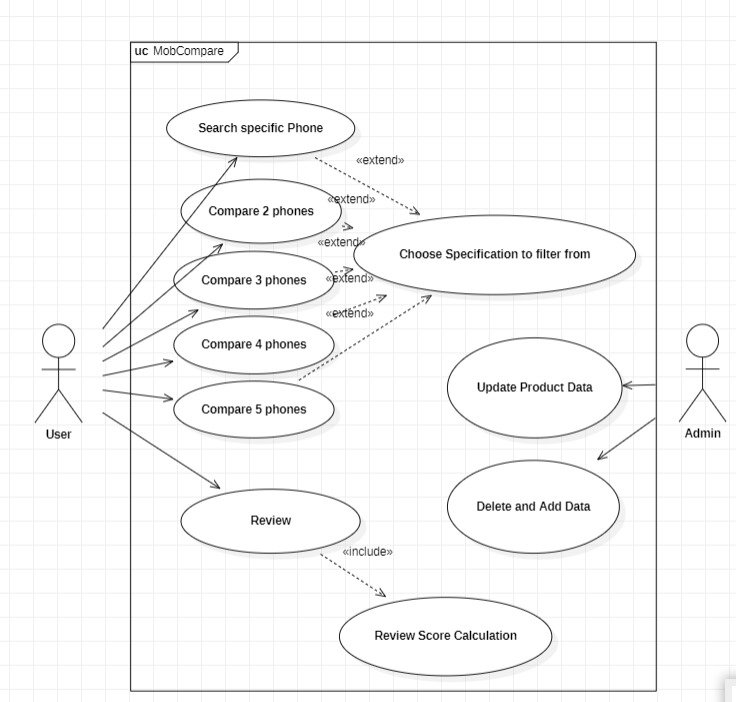 uc MobCompare
Search specific Phone
«extend»
«extend»
Compare 2 phones
«extend»
Choose Specification to filter from
Compare 3 phones
«extend»
«extend»
Compare 4 phones
Update Product Data
Compare 5 phones
User
Admin
Delete and Add Data
Review
«include»
Review Score Calculation